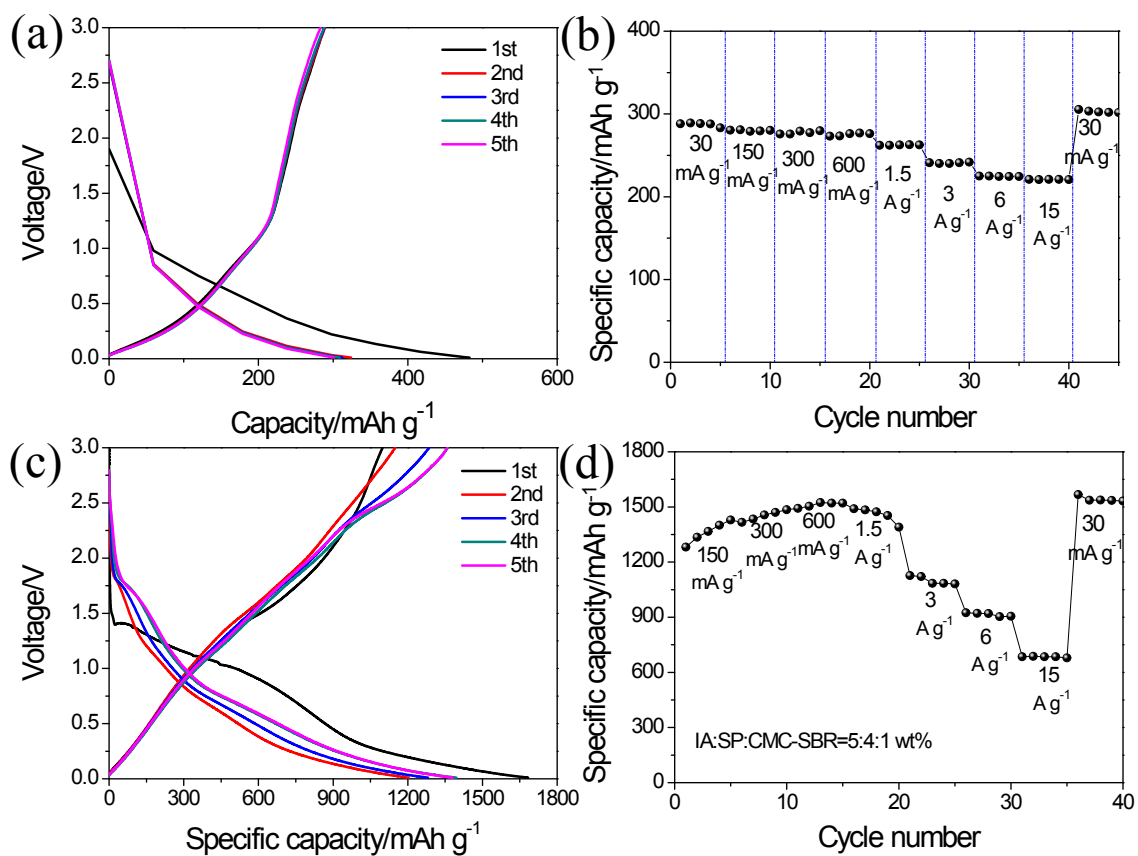 (a)
3.0
2.5
2.0
1.5
1.0
0.5
0.0
Voltage/V
1st
2nd
3rd
4th
5th
0 200 400 600
Capacity/mAh g⁻¹
(b)
400
300
200
100
0
Specific capacity/mAh g⁻¹
30
mA g⁻¹
150
mA g⁻¹
300
mA g⁻¹
600
mA g⁻¹
1.5
A g⁻¹
3
A g⁻¹
6
A g⁻¹
15
A g⁻¹
30
mA g⁻¹
0 10 20 30 40
Cycle number
(c)
3.0
2.5
2.0
1.5
1.0
0.5
0.0
Voltage/V
1st
2nd
3rd
4th
5th
0 300 600 900 1200 1500 1800
Specific capacity/mAh g⁻¹
(d)
1800
1500
1200
900
600
300
0
Specific capacity/mAh g⁻¹
150
mA g⁻¹
300
mA g⁻¹
600
mA g⁻¹
1.5
A g⁻¹
3
A g⁻¹
6
A g⁻¹
15
A g⁻¹
30
mA g⁻¹
IA:SP:CMC-SBR=5:4:1 wt%
0 10 20 30 40
Cycle number